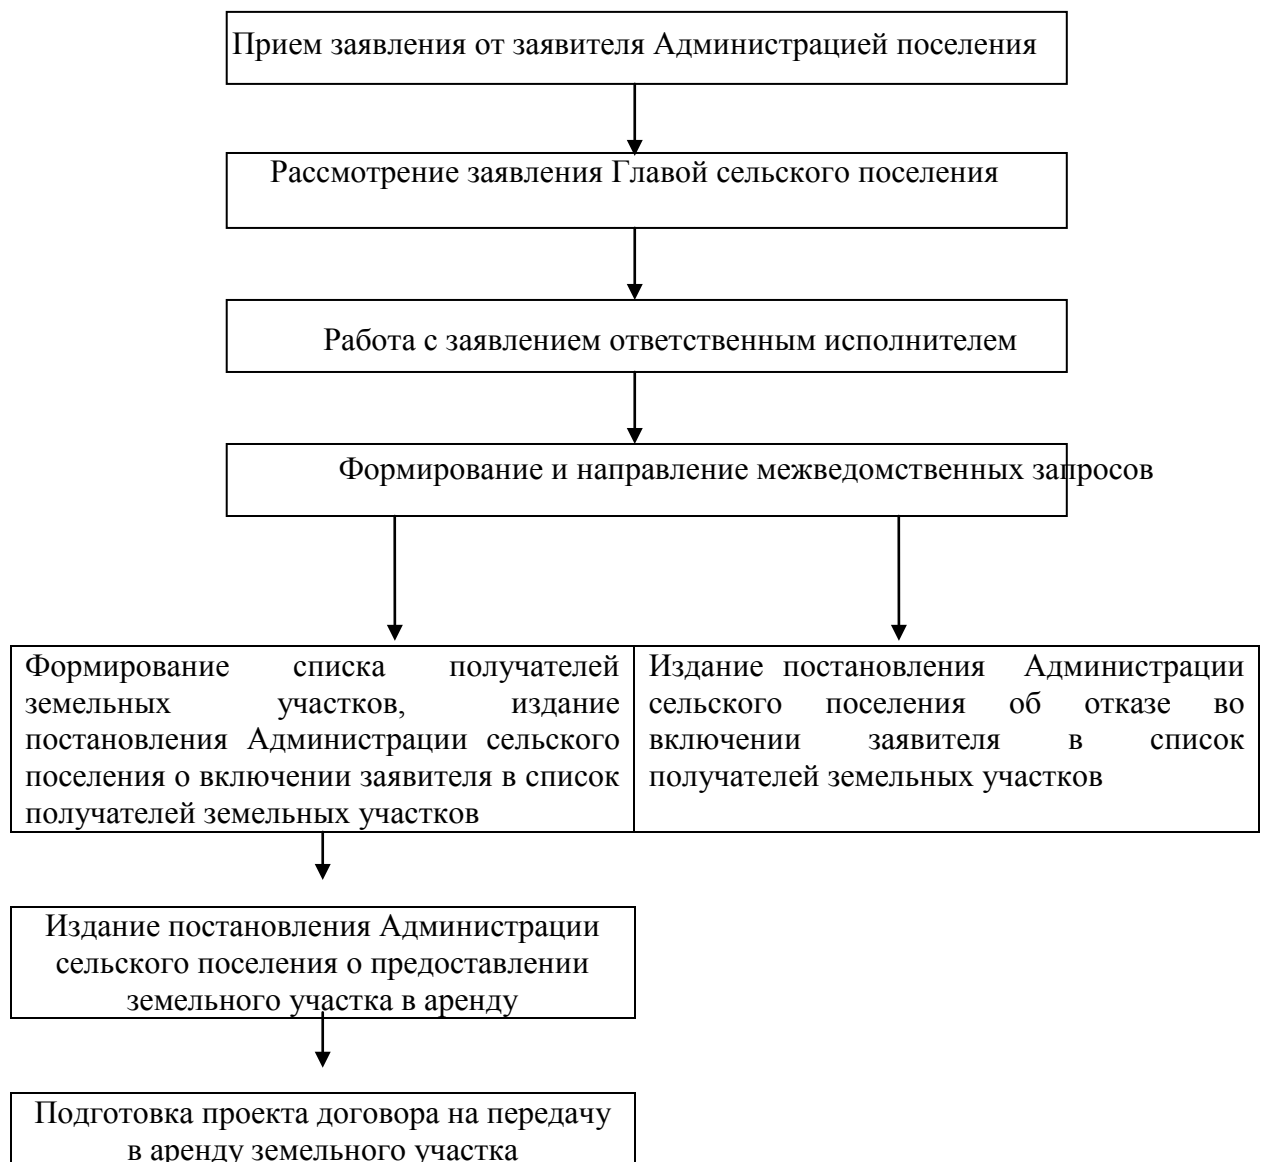 Прием заявления от заявителя Администрацией поселения
Рассмотрение заявления Главой сельского поселения
Работа с заявлением ответственным исполнителем
Формирование и направление межведомственных запросов
Формирование списка получателей
земельных участков, издание
постановления Администрации сельского
поселения о включении заявителя в список
получателей земельных участков
Издание постановления Администрации
сельского поселения об отказе во
включении заявителя в список
получателей земельных участков
Издание постановления Администрации
сельского поселения о предоставлении
земельного участка в аренду
Подготовка проекта договора на передачу
в аренду земельного участка